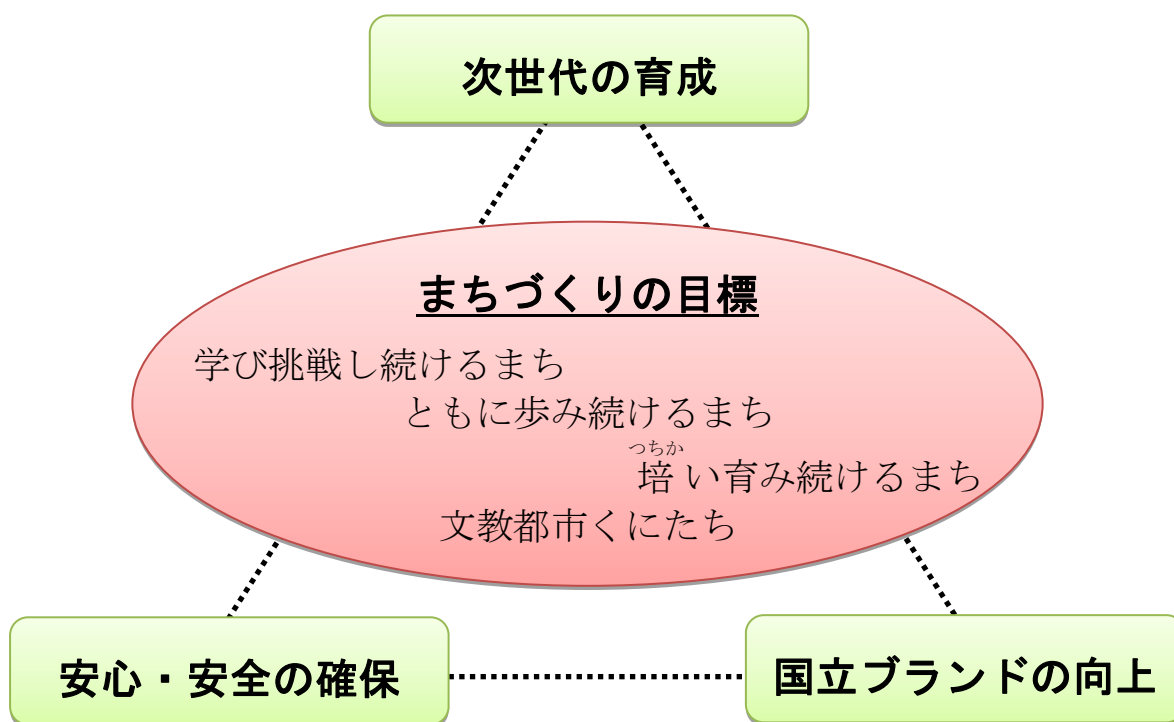 次世代の育成
まちづくりの目標
学び挑戦し続けるまち
ともに歩み続けるまち
つちか
培い育み続けるまち
文教都市くにたち
安心・安全の確保
国立ブランドの向上